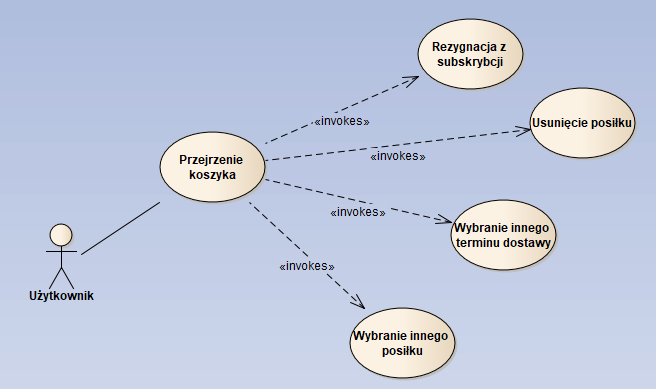 Rezygnacja z
subskrybcji
«invokes»
Usunięcie posiłku
«invokes»
Przejrzenie
koszyka
«invokes»
Wybranie innego
terminu dostawy
«invokes»
Użytkownik
Wybranie innego
posiłku